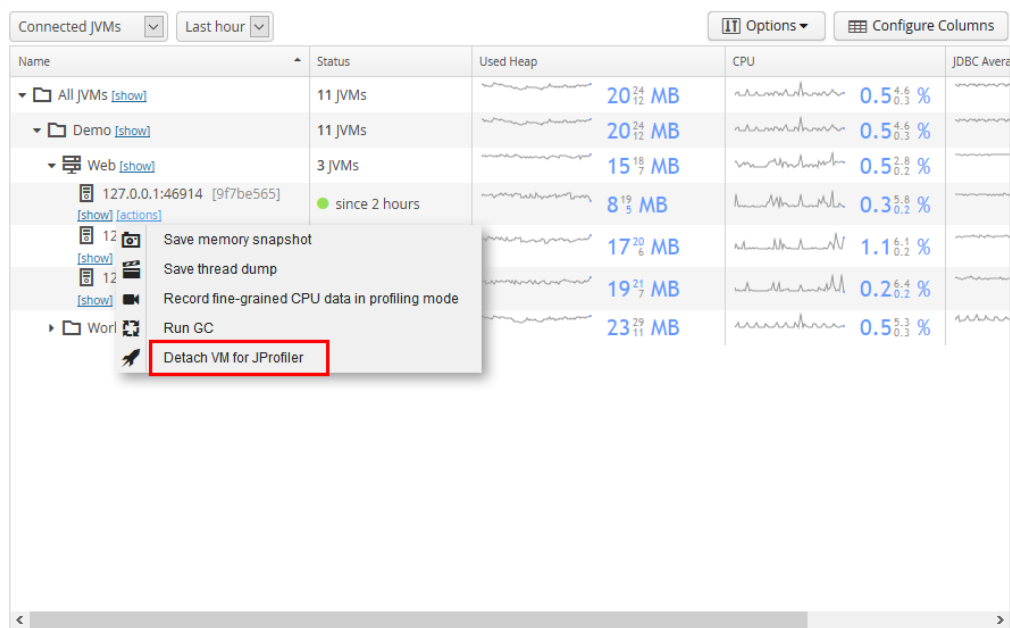 Connected JVMs Last hour Options Configure Columns
Name Status Used Heap CPU JDBC Avera
All JVMs [show] 11 JVMs 20 24 12 MB 0.5 4.6 0.3 %
Demo [show] 11 JVMs 20 24 12 MB 0.5 4.6 0.3 %
Web [show] 3 JVMs 15 18 7 MB 0.5 2.8 0.2 %
127.0.0.1:46914 [9f7be565] since 2 hours 8 19 5 MB 0.3 5.8 0.2 %
[show] [actions]
12 Save memory snapshot 17 20 6 MB 1.1 6.1 0.2 %
[show]
Save thread dump
12 19 21 7 MB 0.2 6.4 0.2 %
[show] Record fine-grained CPU data in profiling mode
Worl Run GC 23 29 11 MB 0.5 5.3 0.3 %
Detach VM for JProfiler